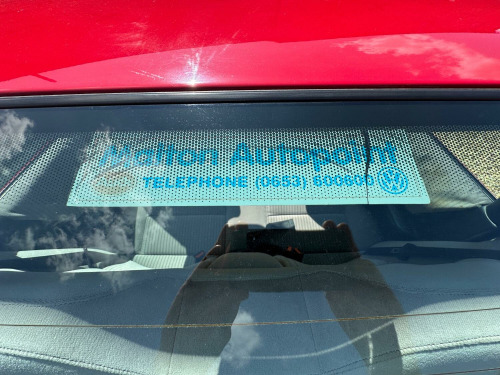 Malton Autopoint
TELEPHONE (0653) 600600